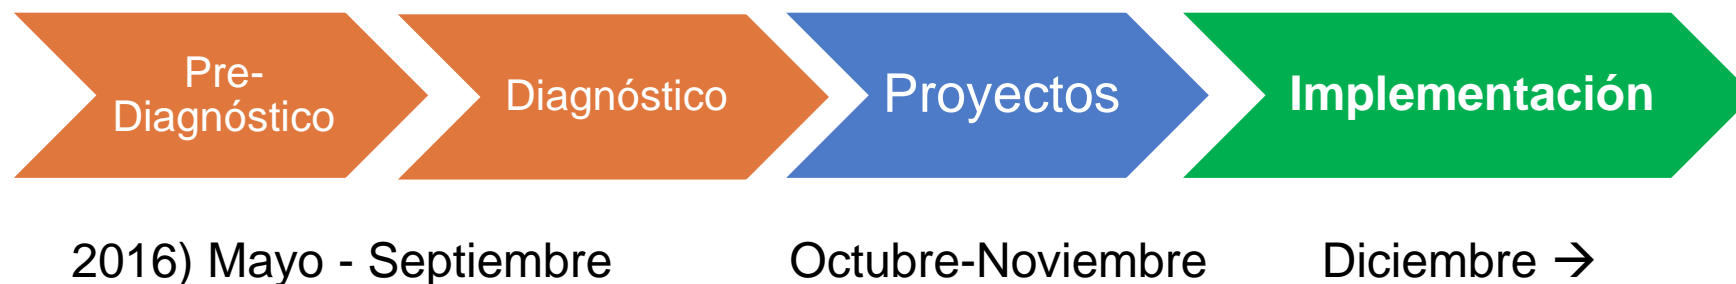 Pre-
Diagnóstico
Diagnóstico
Proyectos
Implementación
2016) Mayo - Septiembre
Octubre-Noviembre
Diciembre →